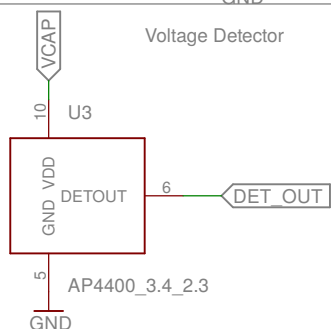 GND
Voltage Detector
VCAP
10
U3
GND VDD
DETOUT
6
DET_OUT
5
AP4400_3.4_2.3
GND